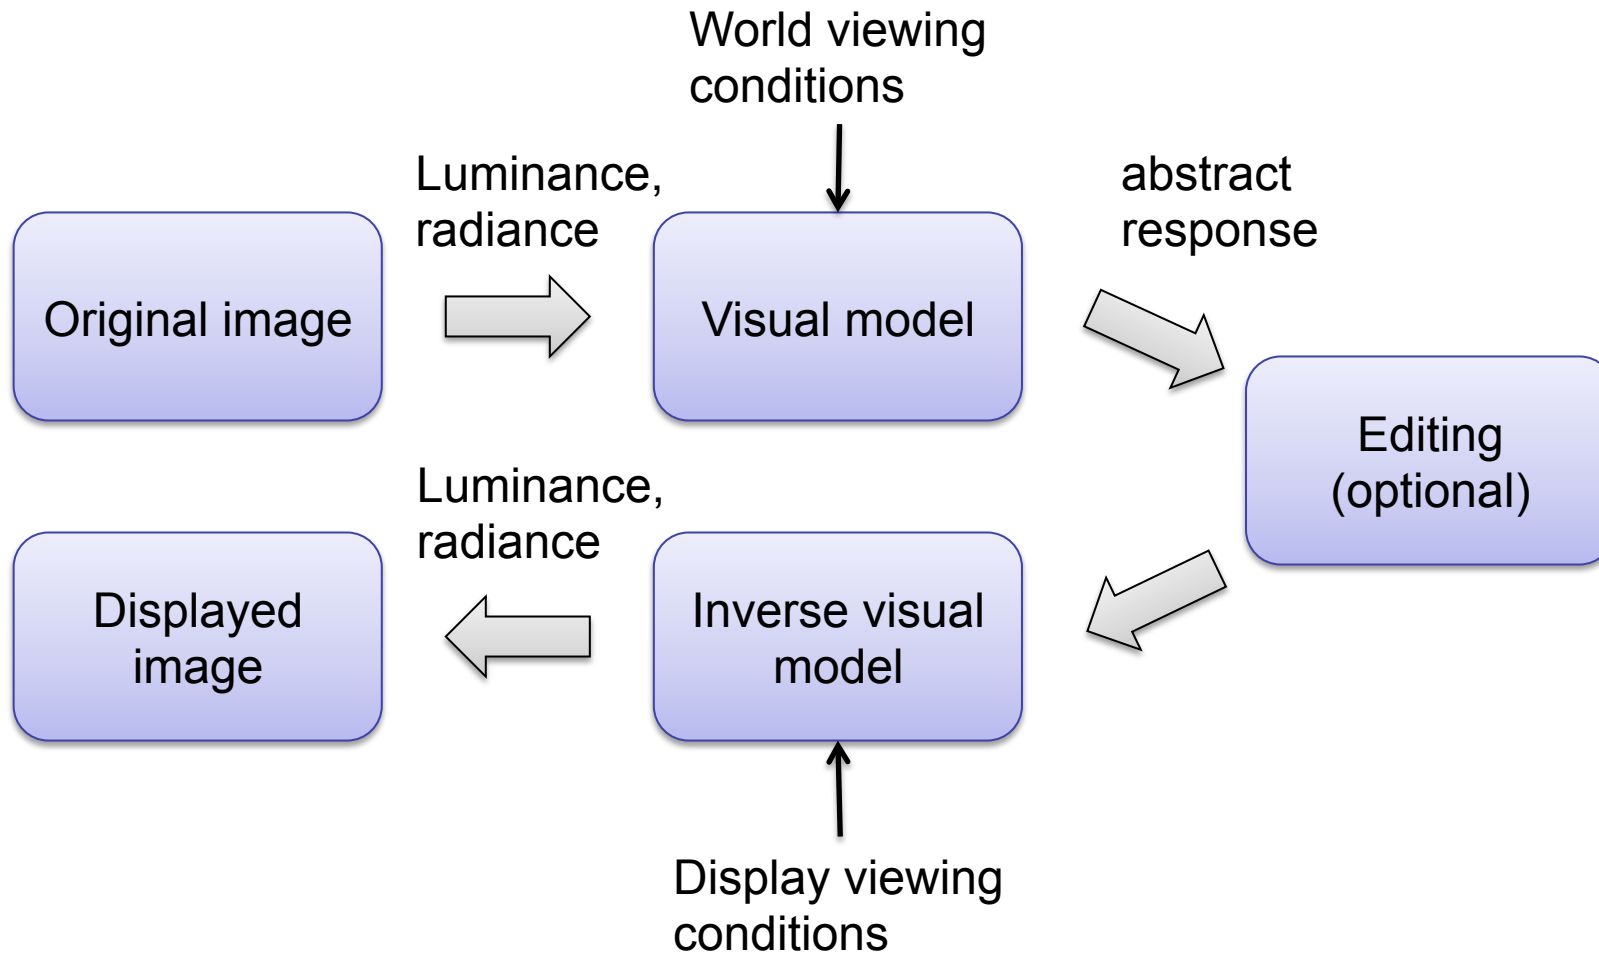 World viewing
conditions
Luminance,
radiance
abstract
response
Original image
Visual model
Editing
(optional)
Luminance,
radiance
Displayed
image
Inverse visual
model
Display viewing
conditions